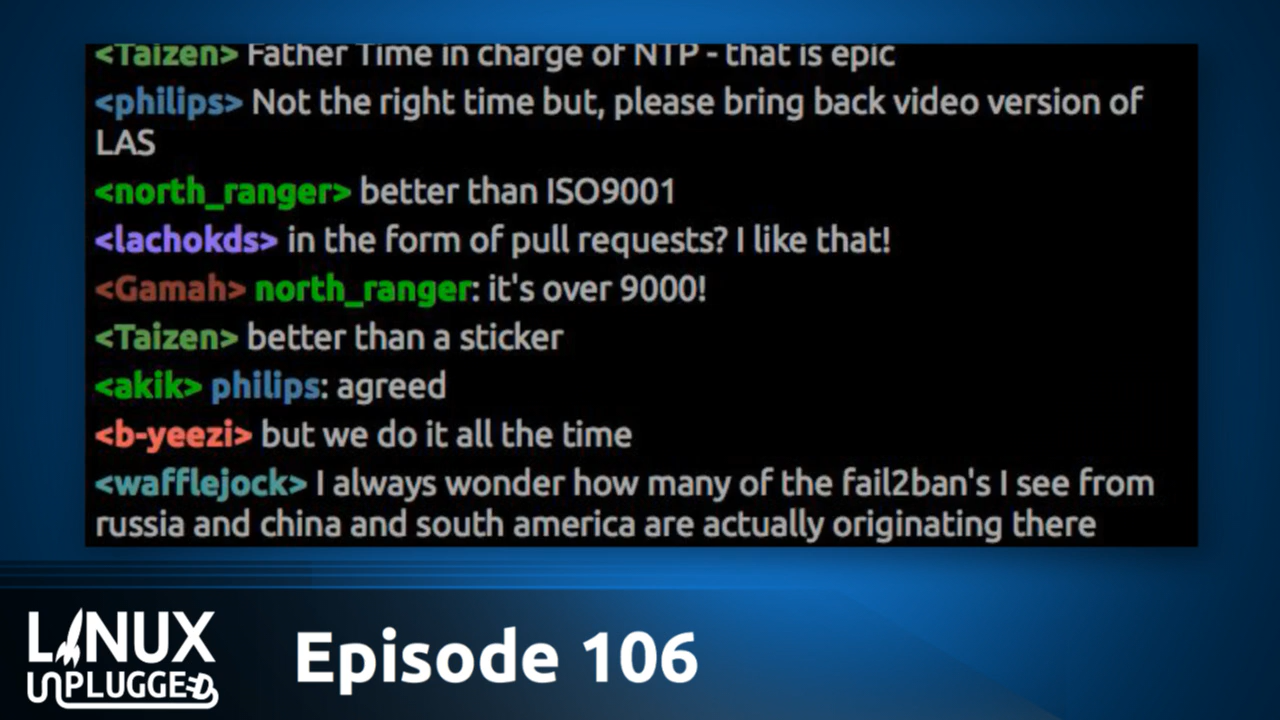 <Taizen> Father Time in charge of NTP - that is epic
<philips> Not the right time but, please bring back video version of
LAS
<north_ranger> better than ISO9001
<lachokds> in the form of pull requests? I like that!
<Gamah> north_ranger: it's over 9000!
<Taizen> better than a sticker
<akik> philips: agreed
<b-yeezi> but we do it all the time
<wafflejock> I always wonder how many of the fail2ban's I see from
russia and china and south america are actually originating there
LINUX
UNPLUGGED
Episode 106